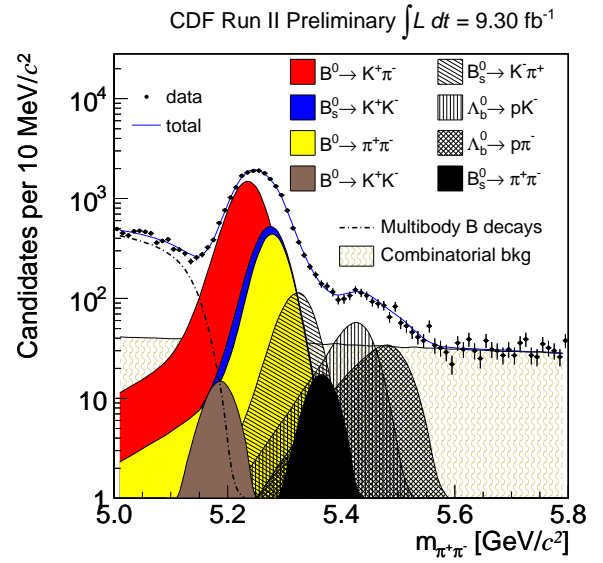 CDF Run II Preliminary ∫L dt = 9.30 fb⁻¹
Candidates per 10 MeV/c²
10⁴
10³
10²
10
1
data
total
B⁰→ K⁺π⁻
B⁰ₛ→ K⁺K⁻
B⁰→ π⁺π⁻
B⁰→ K⁺K⁻
B⁰ₛ→ K⁻π⁺
Λ⁰_b→ pK⁻
Λ⁰_b→ pπ⁻
B⁰ₛ→ π⁺π⁻
Multibody B decays
Combinatorial bkg
5.0 5.2 5.4 5.6 5.8
m_π⁺π⁻ [GeV/c²]